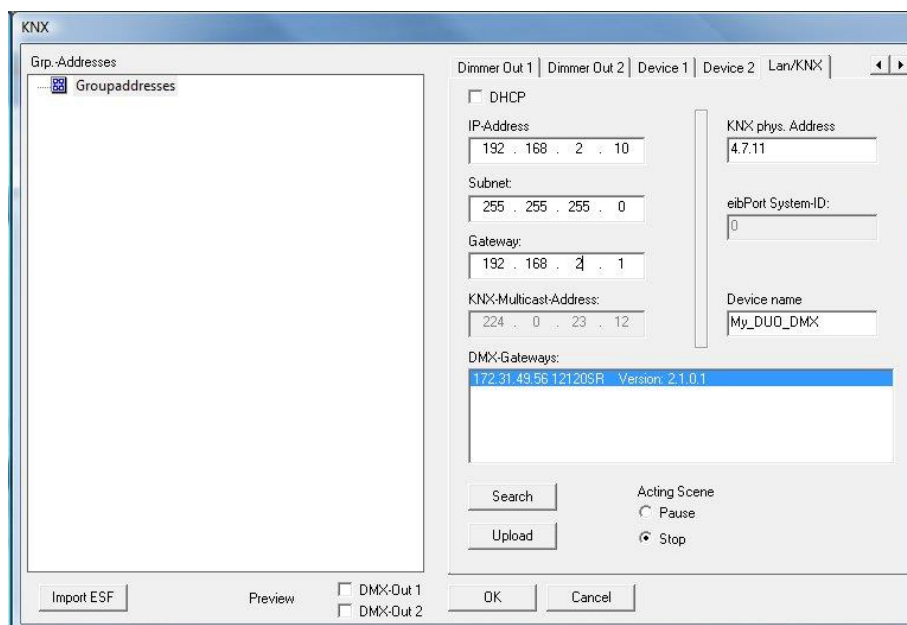 KNX
Grp.-Addresses
Groupaddresses
Dimmer Out 1 Dimmer Out 2 Device 1 Device 2 Lan/KNX
DHCP
IP-Address
192 . 168 . 2 . 10
KNX phys. Address
4.7.11
Subnet:
255 . 255 . 255 . 0
eibPort System-ID:
0
Gateway:
192 . 168 . 2 . 1
KNX-Multicast-Address:
224 . 0 . 23 . 12
Device name
My_DUO_DMX
DMX-Gateways:
172.31.49.56 12120SR Version: 2.1.0.1
Search
Upload
Acting Scene
Pause
Stop
Import ESF
Preview
DMX-Out 1
DMX-Out 2
OK
Cancel